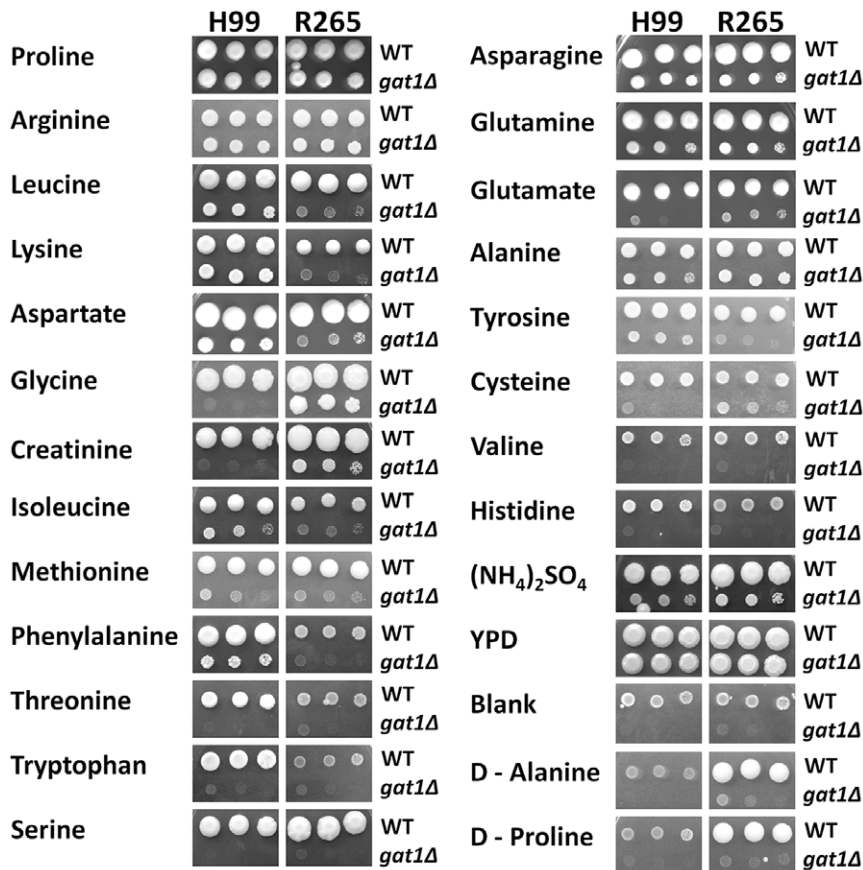 H99 R265
Proline WT
gat1Δ
Arginine WT
gat1Δ
Leucine WT
gat1Δ
Lysine WT
gat1Δ
Aspartate WT
gat1Δ
Glycine WT
gat1Δ
Creatinine WT
gat1Δ
Isoleucine WT
gat1Δ
Methionine WT
gat1Δ
Phenylalanine WT
gat1Δ
Threonine WT
gat1Δ
Tryptophan WT
gat1Δ
Serine WT
gat1Δ
H99 R265
Asparagine WT
gat1Δ
Glutamine WT
gat1Δ
Glutamate WT
gat1Δ
Alanine WT
gat1Δ
Tyrosine WT
gat1Δ
Cysteine WT
gat1Δ
Valine WT
gat1Δ
Histidine WT
gat1Δ
(NH₄)₂SO₄ WT
gat1Δ
YPD WT
gat1Δ
Blank WT
gat1Δ
D - Alanine WT
gat1Δ
D - Proline WT
gat1Δ